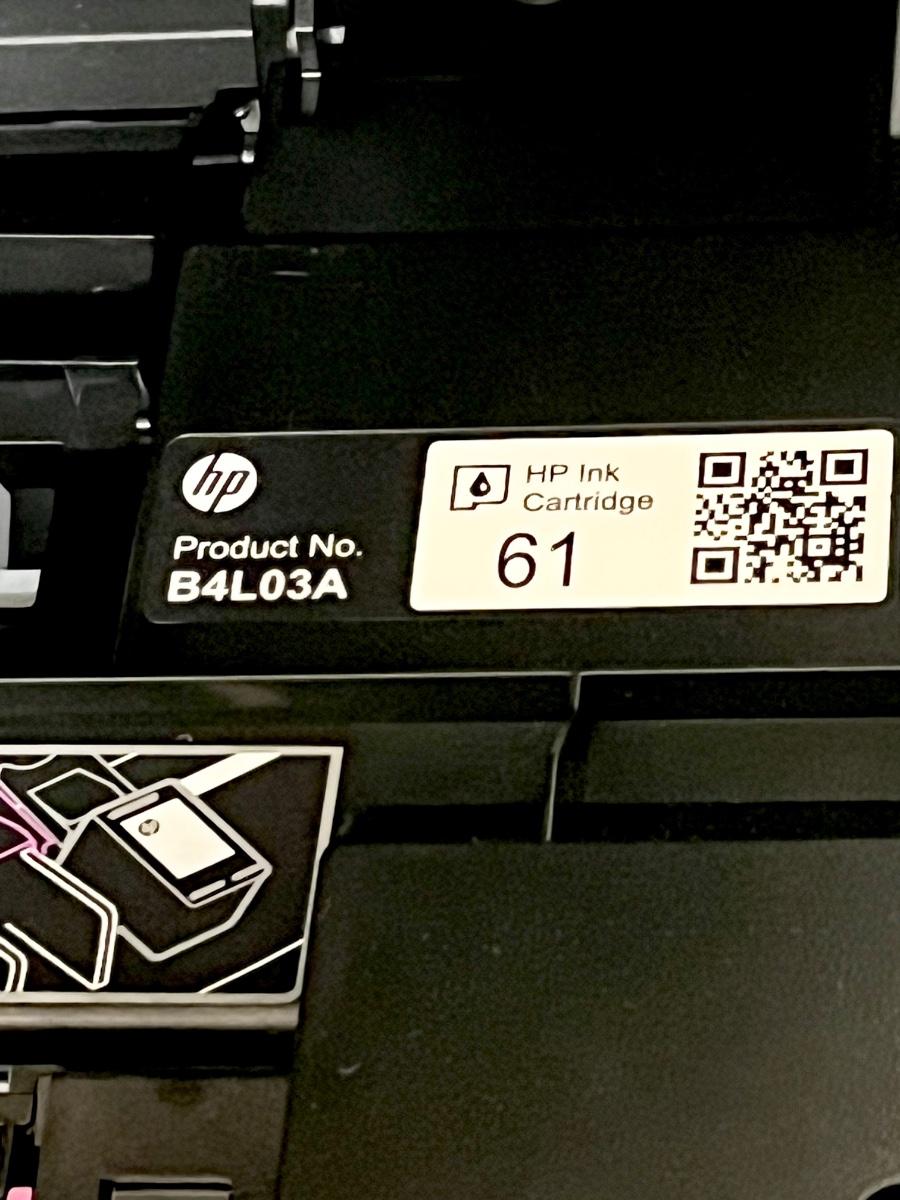 hp
Product No.
B4L03A
HP Ink
Cartridge
61